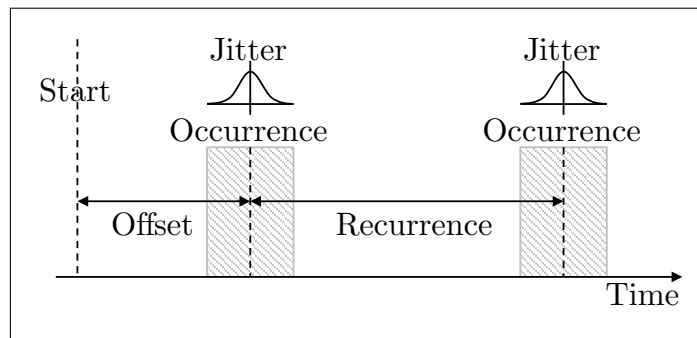 Jitter Jitter
Start
Occurrence Occurrence
Offset Recurrence
Time